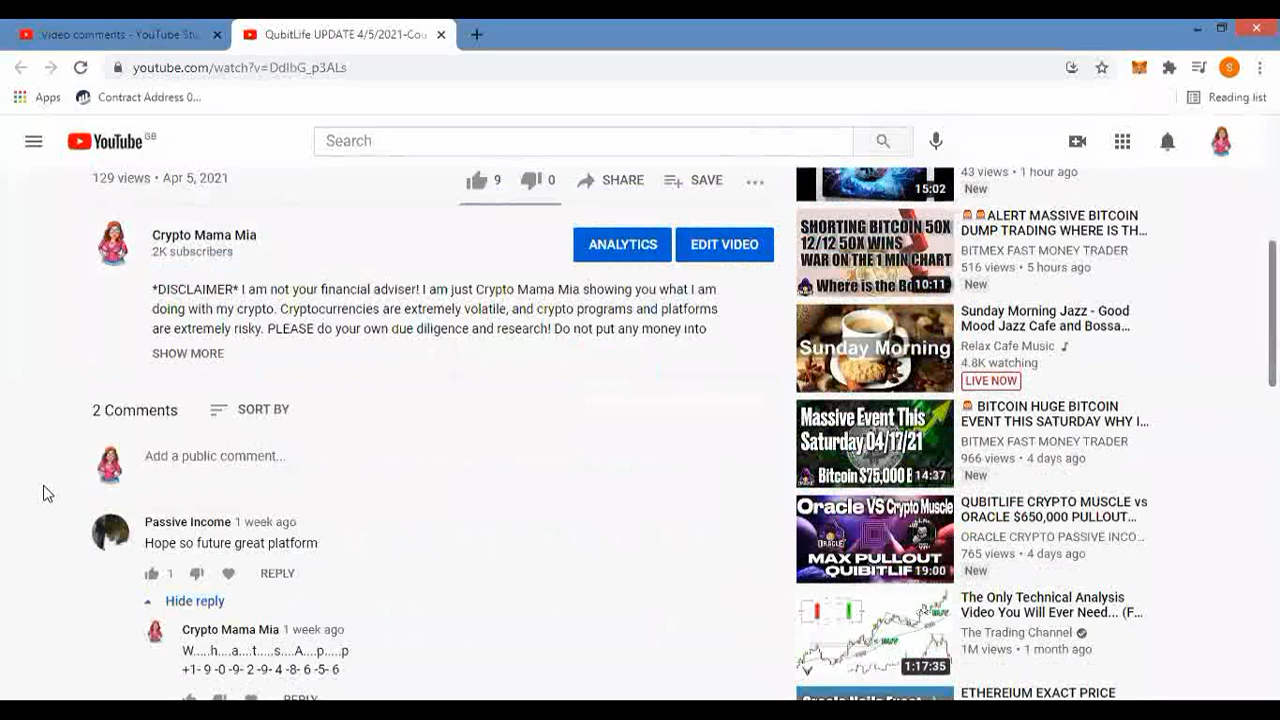 Video comments - YouTube Stu
QubitLife UPDATE 4/5/2021-Cou
youtube.com/watch?v=DdIbG_p3ALs
S
Apps
Contract Address 0...
Reading list
YouTube GB
Search
129 views • Apr 5, 2021
9
0
SHARE
SAVE
Crypto Mama Mia
2K subscribers
ANALYTICS
EDIT VIDEO
*DISCLAIMER* I am not your financial adviser! I am just Crypto Mama Mia showing you what I am
doing with my crypto. Cryptocurrencies are extremely volatile, and crypto programs and platforms
are extremely risky. PLEASE do your own due diligence and research! Do not put any money into
SHOW MORE
2 Comments
SORT BY
Add a public comment...
Passive Income 1 week ago
Hope so future great platform
1
REPLY
Hide reply
Crypto Mama Mia 1 week ago
W.....h....a....t....s....A....p....p
+1- 9 -0 -9- 2 -9- 4 -8- 6 -5- 6
REPLY
15:02
43 views • 1 hour ago
New
SHORTING BITCOIN 50X
12/12 50X WINS
WAR ON THE 1 MIN CHART
Where is the Bo
10:11
ALERT MASSIVE BITCOIN
DUMP TRADING WHERE IS TH...
BITMEX FAST MONEY TRADER
516 views • 5 hours ago
New
Sunday Morning
Sunday Morning Jazz - Good
Mood Jazz Cafe and Bossa...
Relax Cafe Music
4.8K watching
LIVE NOW
Massive Event This
Saturday 04/17/21
Bitcoin $75,000 B
14:37
BITCOIN HUGE BITCOIN
EVENT THIS SATURDAY WHY I...
BITMEX FAST MONEY TRADER
966 views • 4 days ago
New
Oracle VS Crypto Muscle
MAX PULLOUT
QUIBITLIF
19:00
QUBITLIFE CRYPTO MUSCLE vs
ORACLE $650,000 PULLOUT...
ORACLE CRYPTO PASSIVE INCO...
765 views • 4 days ago
New
1:17:35
The Only Technical Analysis
Video You Will Ever Need... (F...
The Trading Channel
1M views • 1 month ago
ETHEREIUM EXACT PRICE